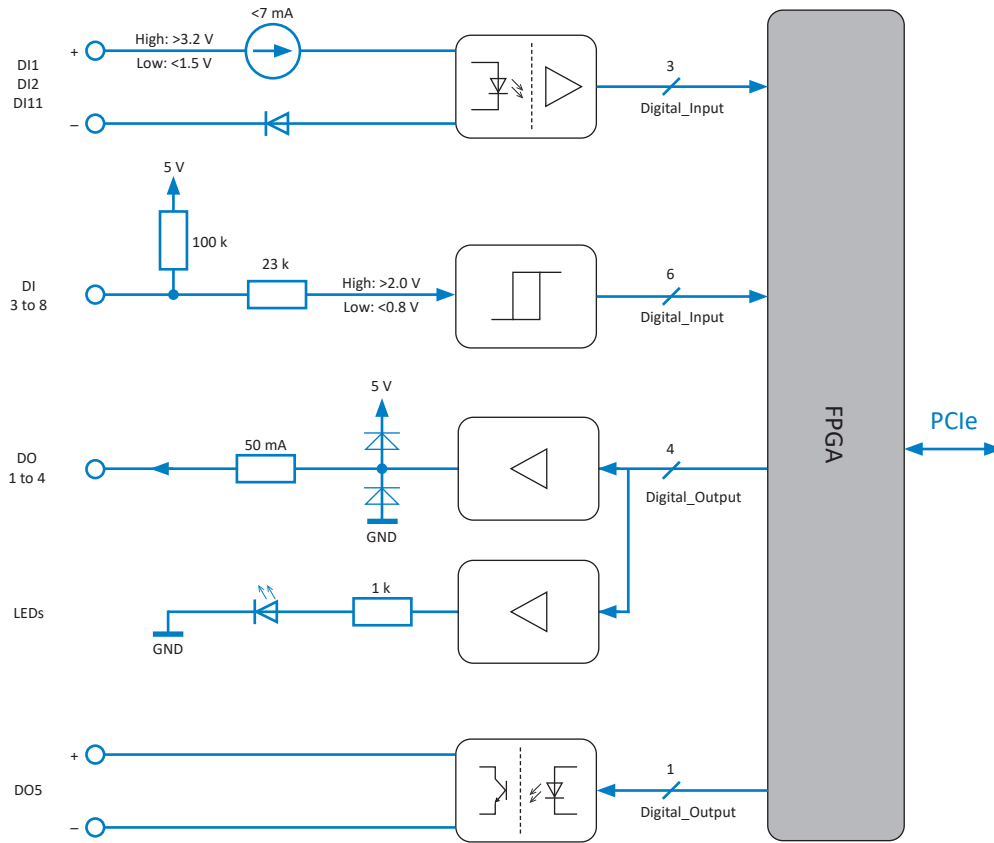 <7 mA
+
High: >3.2 V
Low: <1.5 V
DI1
DI2
DI11
–
3
Digital_Input
5 V
100 k
23 k
DI
3 to 8
High: >2.0 V
Low: <0.8 V
6
Digital_Input
5 V
50 mA
DO
1 to 4
GND
4
Digital_Output
FPGA
PCIe
1 k
LEDs
GND
+
DO5
–
1
Digital_Output